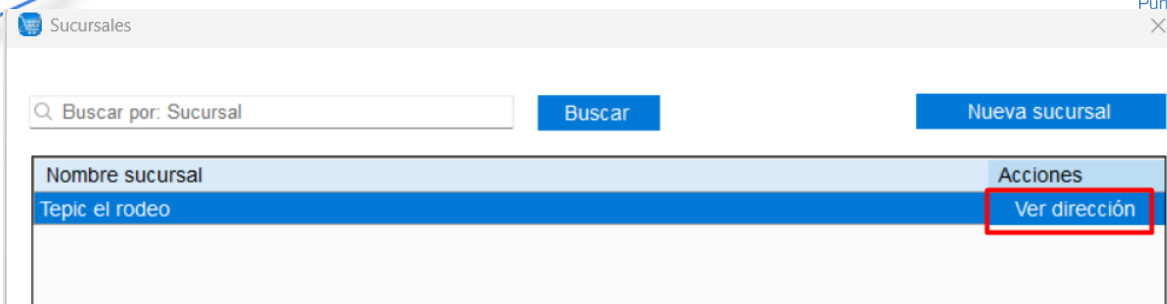 Sucursales
Buscar por: Sucursal
Buscar
Nueva sucursal
Nombre sucursal
Acciones
Tepic el rodeo
Ver dirección